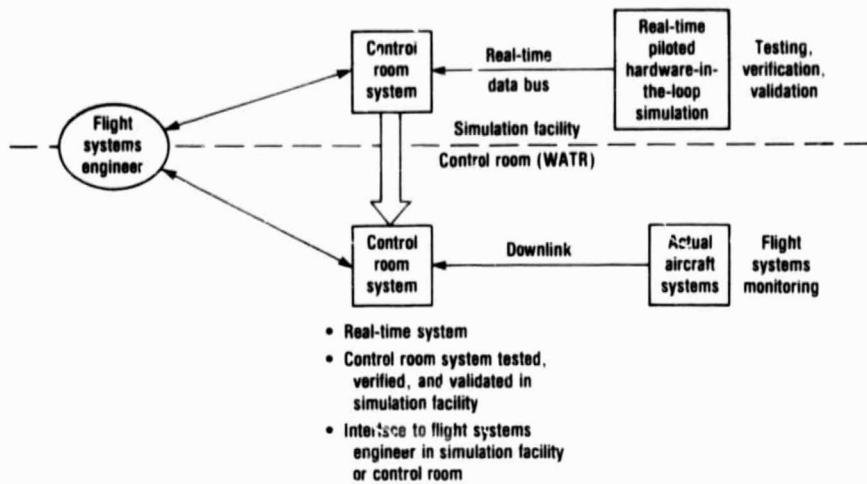 Control
room
system
Real-time
data bus
Real-time
piloted
hardware-in-
the-loop
simulation
Testing,
verification,
validation
Flight
systems
engineer
Simulation facility
Control room (WATR)
Control
room
system
Downlink
Actual
aircraft
systems
Flight
systems
monitoring
• Real-time system
• Control room system tested,
verified, and validated in
simulation facility
• Interfsce to flight systems
engineer in simulation facility
or control room